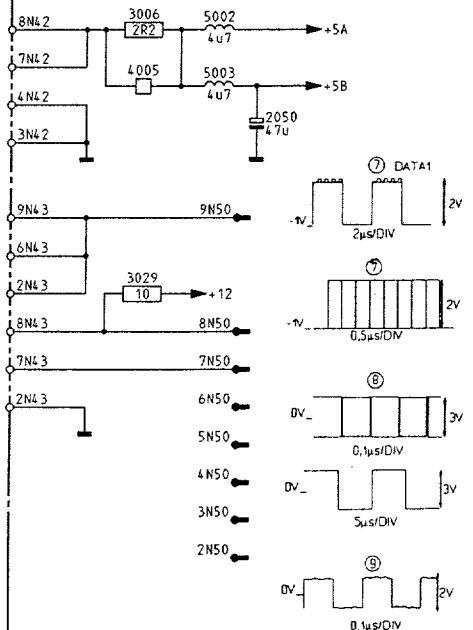 8N42
3006
2R2
5002
4u7
+5A
7N42
4005
5003
4u7
+5B
4N42
2050
47u
3N42
9N43
9N50
6N43
2N43
3029
10
+12
8N43
8N50
7N43
7N50
2N43
6N50
5N50
4N50
3N50
2N50
7 DATA1
-1V
2V
2µs/DIV
7
-1V
2V
0,5µs/DIV
8
0V
3V
0,1µs/DIV
0V
3V
5µs/DIV
9
0V
2V
0,1µs/DIV